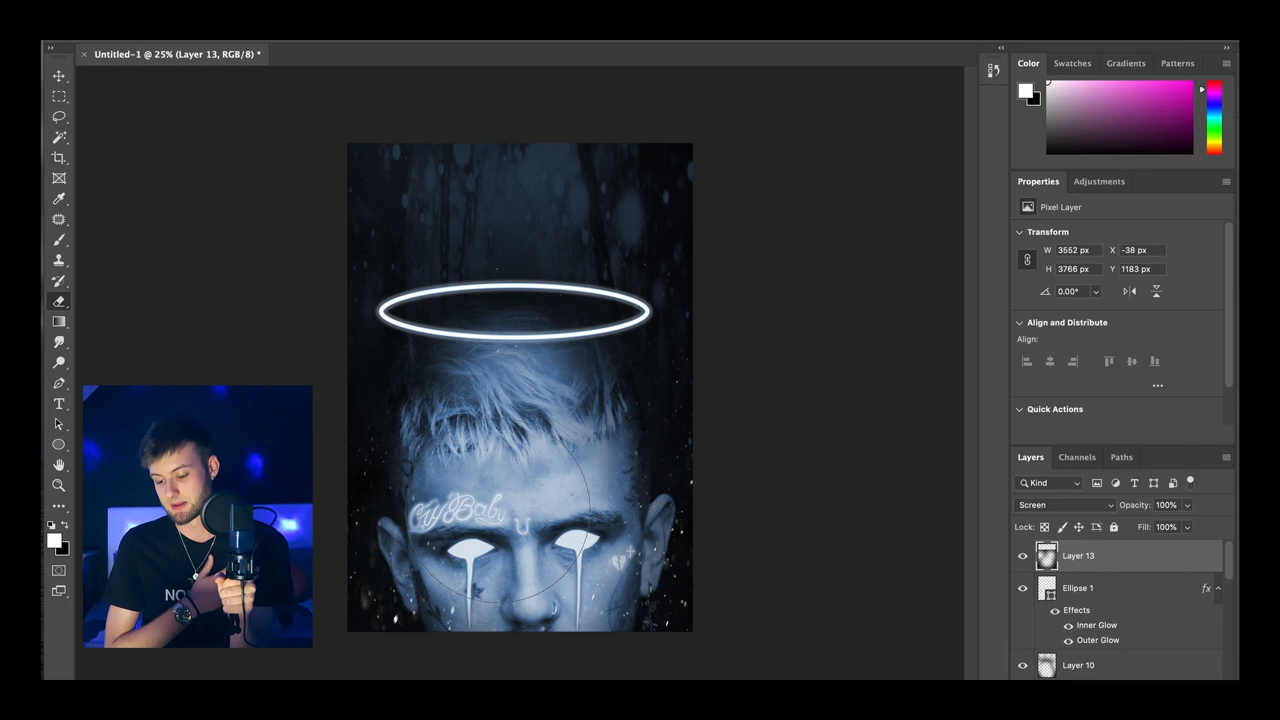 Untitled-1 @ 25% (Layer 13, RGB/8) *
Color Swatches Gradients Patterns
Properties Adjustments
Pixel Layer
Transform
W 3552 px X -38 px
H 3766 px Y 1183 px
0.00°
Align and Distribute
Align:
Quick Actions
Layers Channels Paths
Kind
Screen Opacity: 100%
Lock: Fill: 100%
Layer 13
Ellipse 1 fx
Effects
Inner Glow
Outer Glow
Layer 10
CryBaby
NO